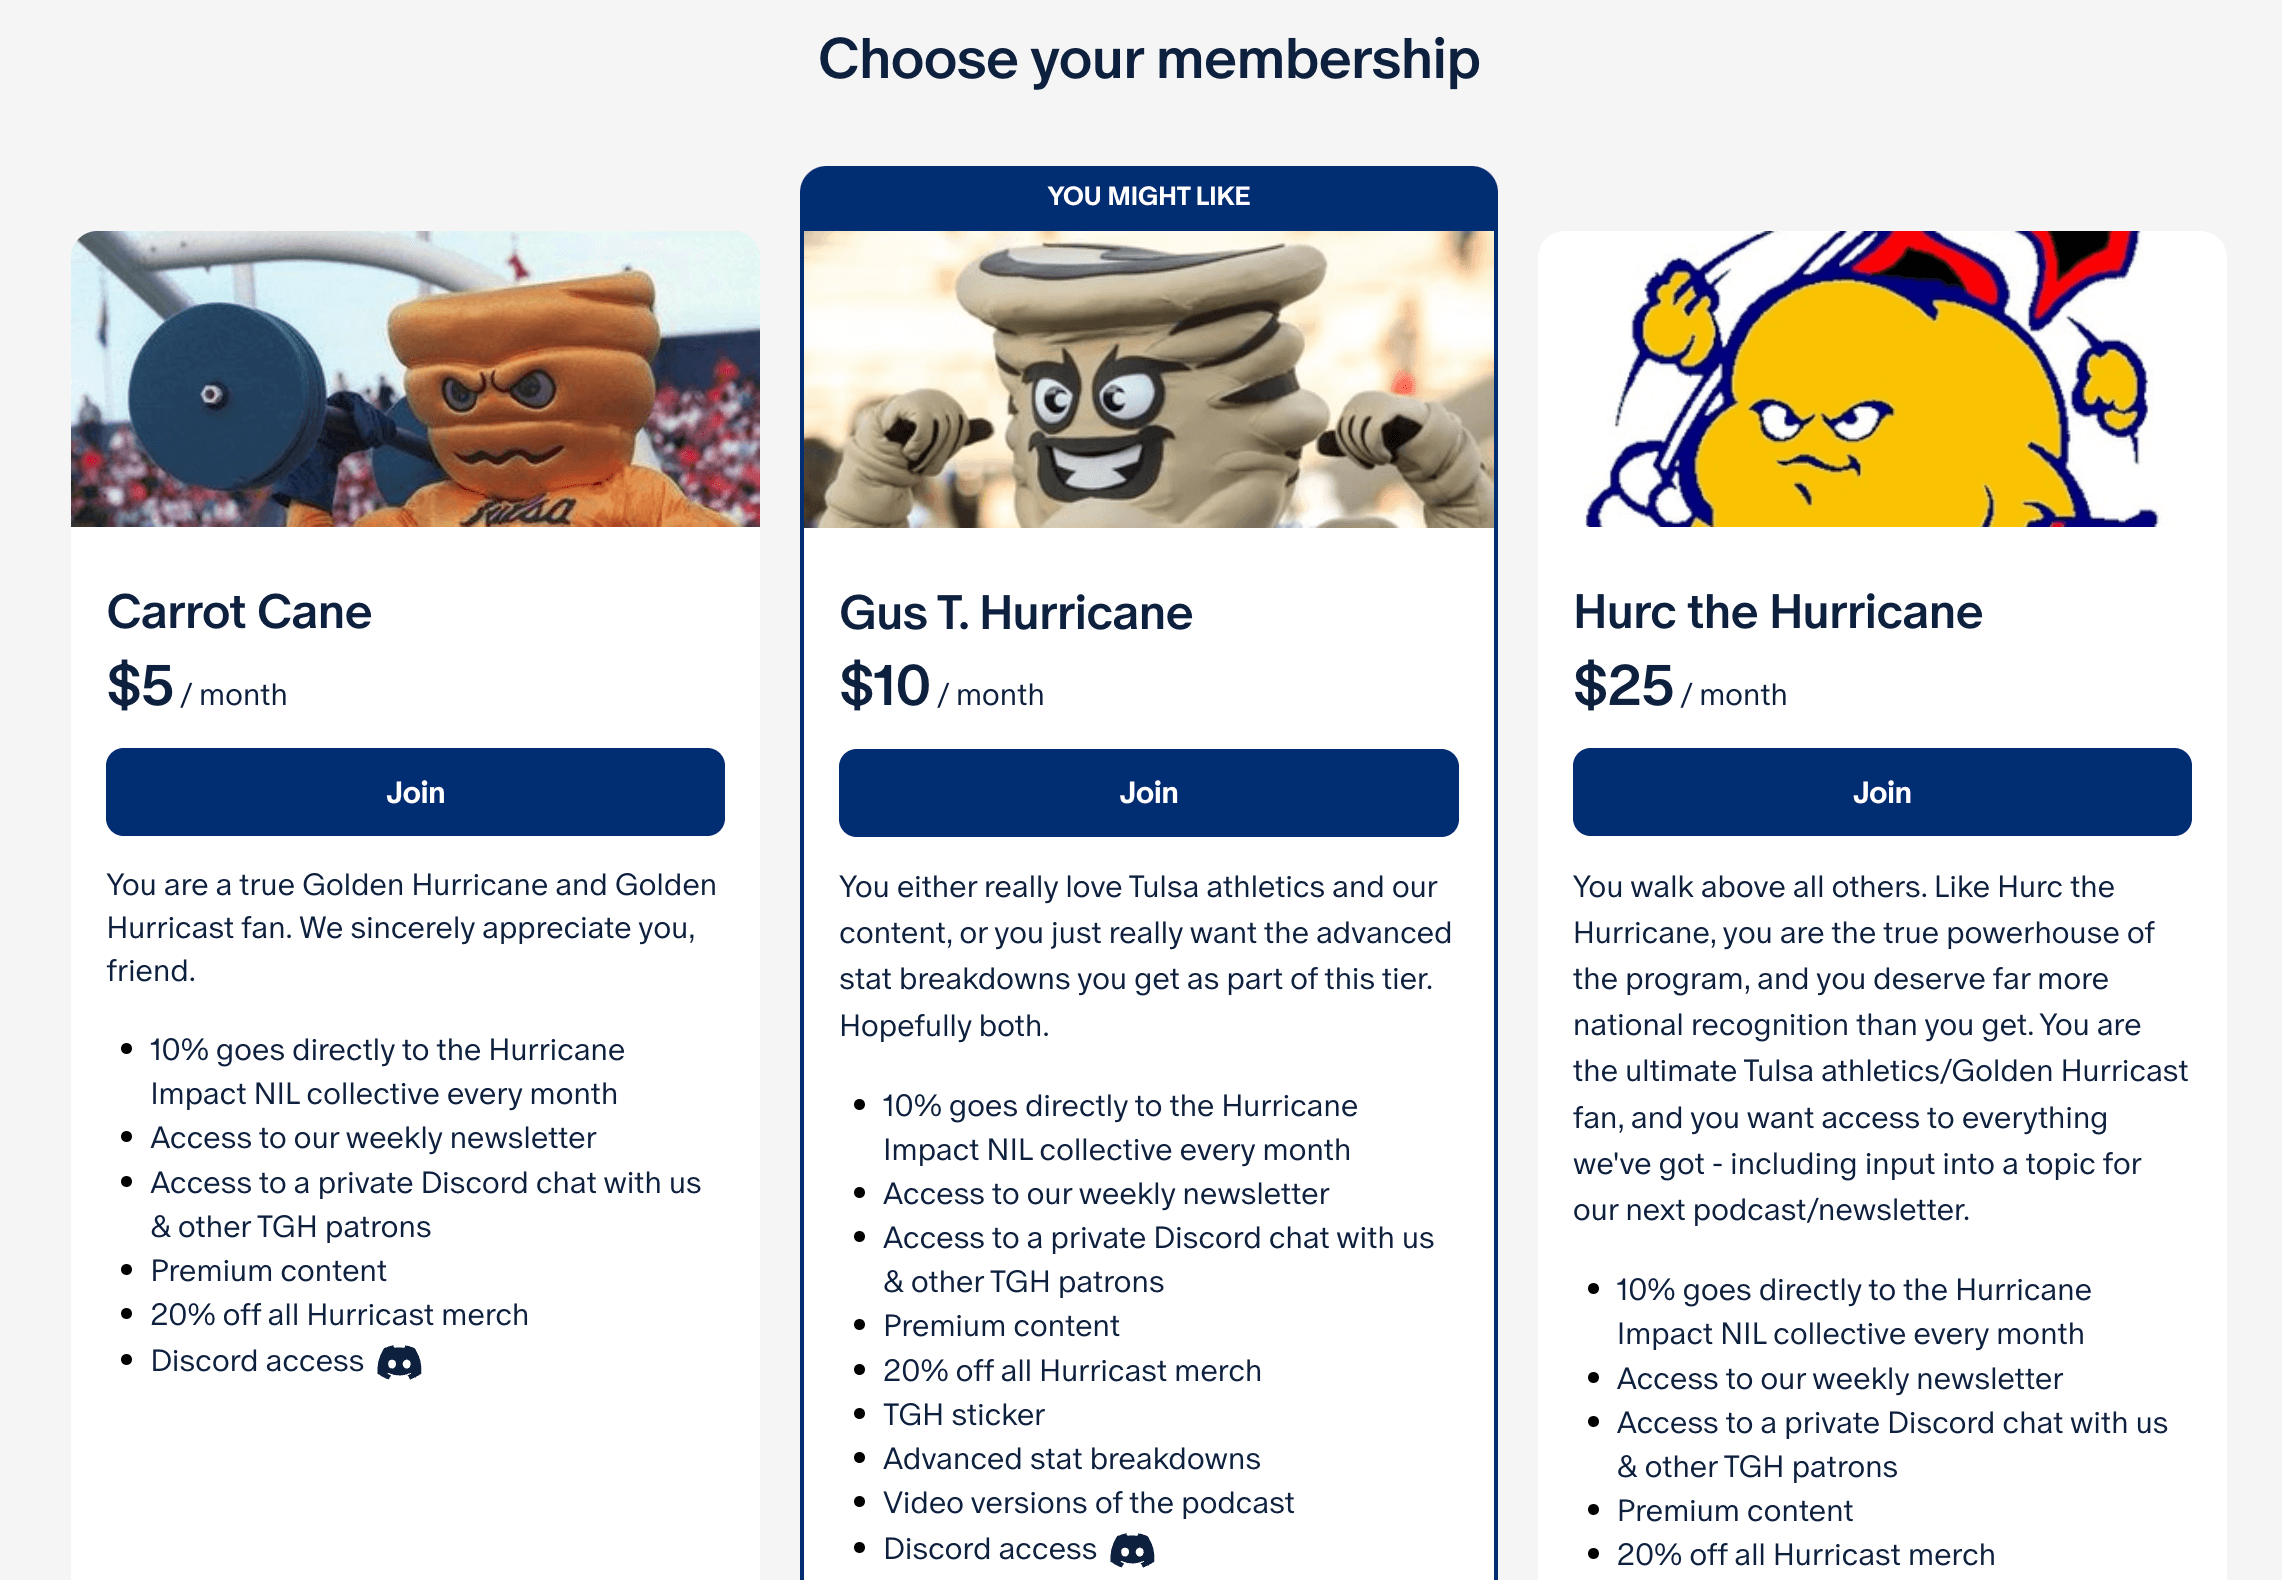 Choose your membership
YOU MIGHT LIKE
Tulsa
Carrot Cane
$5 / month
Join
You are a true Golden Hurricane and Golden
Hurricast fan. We sincerely appreciate you,
friend.
• 10% goes directly to the Hurricane
Impact NIL collective every month
• Access to our weekly newsletter
• Access to a private Discord chat with us
& other TGH patrons
• Premium content
• 20% off all Hurricast merch
• Discord access
Gus T. Hurricane
$10 / month
Join
You either really love Tulsa athletics and our
content, or you just really want the advanced
stat breakdowns you get as part of this tier.
Hopefully both.
• 10% goes directly to the Hurricane
Impact NIL collective every month
• Access to our weekly newsletter
• Access to a private Discord chat with us
& other TGH patrons
• Premium content
• 20% off all Hurricast merch
• TGH sticker
• Advanced stat breakdowns
• Video versions of the podcast
• Discord access
Hurc the Hurricane
$25 / month
Join
You walk above all others. Like Hurc the
Hurricane, you are the true powerhouse of
the program, and you deserve far more
national recognition than you get. You are
the ultimate Tulsa athletics/Golden Hurricast
fan, and you want access to everything
we've got - including input into a topic for
our next podcast/newsletter.
• 10% goes directly to the Hurricane
Impact NIL collective every month
• Access to our weekly newsletter
• Access to a private Discord chat with us
& other TGH patrons
• Premium content
• 20% off all Hurricast merch